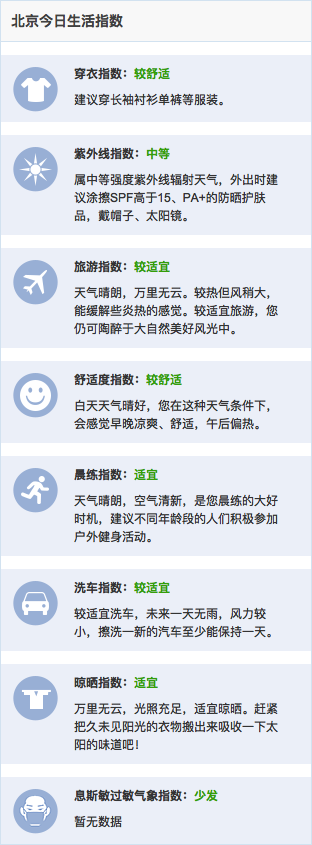 北京今日生活指数
穿衣指数：较舒适
建议穿长袖衬衫单裤等服装。
紫外线指数：中等
属中等强度紫外线辐射天气，外出时建
议涂擦SPF高于15、PA+的防晒护肤
品，戴帽子、太阳镜。
旅游指数：较适宜
天气晴朗，万里无云。较热但风稍大，
能缓解些炎热的感觉。较适宜旅游，您
仍可陶醉于大自然美好风光中。
舒适度指数：较舒适
白天天气晴好，您在这种天气条件下，
会感觉早晚凉爽、舒适，午后偏热。
晨练指数：适宜
天气晴朗，空气清新，是您晨练的大好
时机，建议不同年龄段的人们积极参加
户外健身活动。
洗车指数：较适宜
较适宜洗车，未来一天无雨，风力较
小，擦洗一新的汽车至少能保持一天。
晾晒指数：适宜
万里无云，光照充足，适宜晾晒。赶紧
把久未见阳光的衣物搬出来吸收一下太
阳的味道吧！
息斯敏过敏气象指数：少发
暂无数据